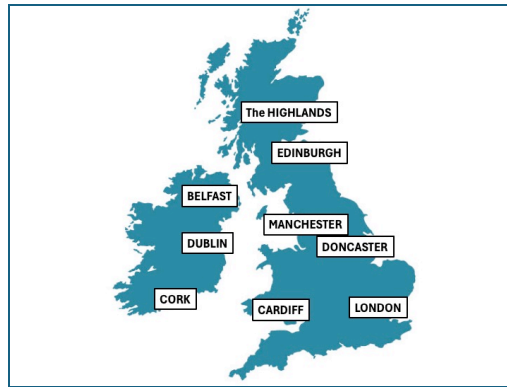 The HIGHLANDS
EDINBURGH
BELFAST
MANCHESTER
DUBLIN
DONCASTER
CORK
CARDIFF
LONDON